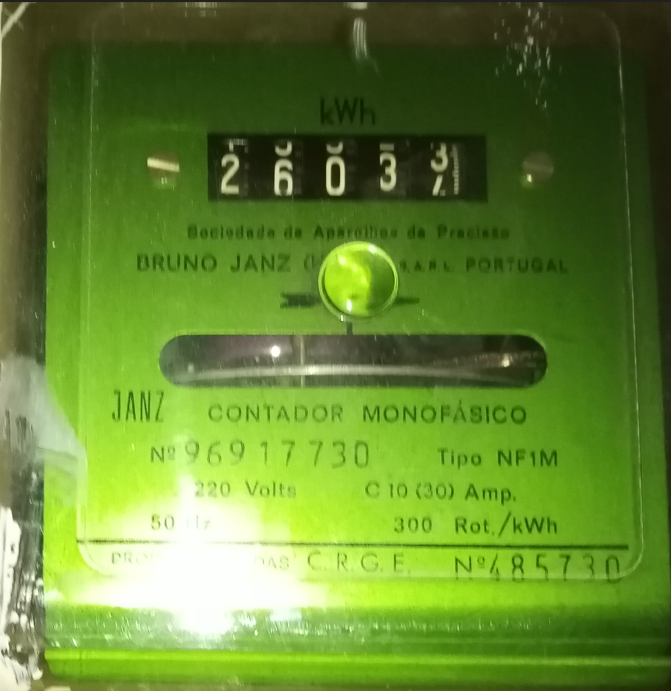 kWh
2 6 0 3 3
Sociedade de Aparelhos de Precisão
BRUNO JANZ S.A.R.L. PORTUGAL
JANZ CONTADOR MONOFÁSICO
Nº 96917730 Tipo NF1M
220 Volts C 10 (30) Amp.
50 Hz 300 Rot./kWh
C.R.G.E. Nº485730